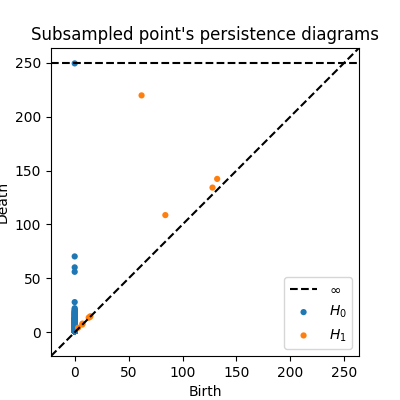 Subsampled point's persistence diagrams
250
200
150
100
50
0
Death
∞
H₀
H₁
0 50 100 150 200 250
Birth